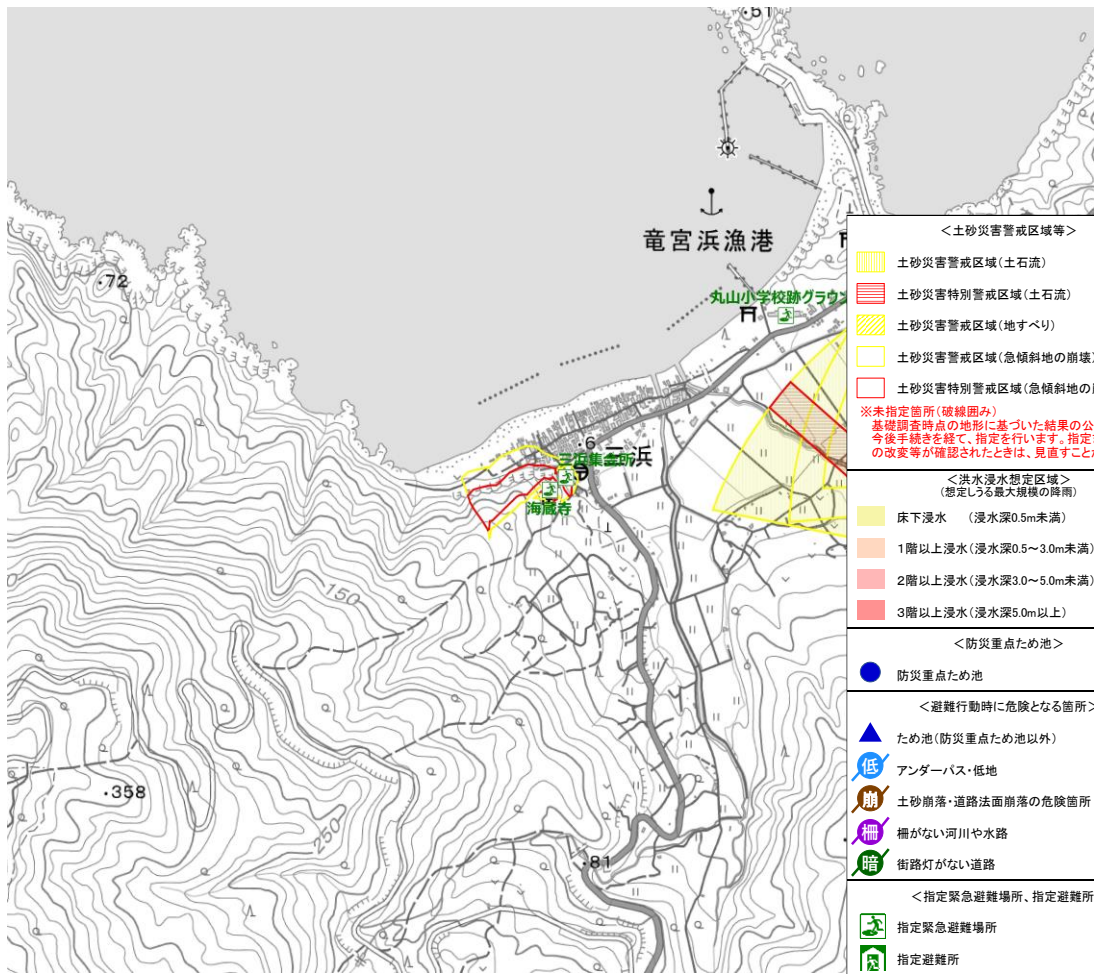 ・51
竜宮浜漁港
・72
丸山小学校跡グラウン
・6
三浜
三浜集会所
海蔵寺
150
・358
250
・81
＜土砂災害警戒区域等＞
土砂災害警戒区域(土石流)
土砂災害特別警戒区域(土石流)
土砂災害警戒区域(地すべり)
土砂災害警戒区域(急傾斜地の崩壊)
土砂災害特別警戒区域(急傾斜地の
※未指定箇所(破線囲み)
基礎調査時点の地形に基づいた結果の公
今後手続きを経て、指定を行います。指定
の改変等が確認されたときは、見直すこと
＜洪水浸水想定区域＞
(想定しうる最大規模の降雨)
床下浸水　(浸水深0.5m未満)
1階以上浸水(浸水深0.5～3.0m未満)
2階以上浸水(浸水深3.0～5.0m未満)
3階以上浸水(浸水深5.0m以上)
＜防災重点ため池＞
防災重点ため池
＜避難行動時に危険となる箇所＞
ため池(防災重点ため池以外)
低 アンダーパス・低地
崩 土砂崩落・道路法面崩落の危険箇所
柵 柵がない河川や水路
暗 街路灯がない道路
＜指定緊急避難場所、指定避難所
指定緊急避難場所
指定避難所